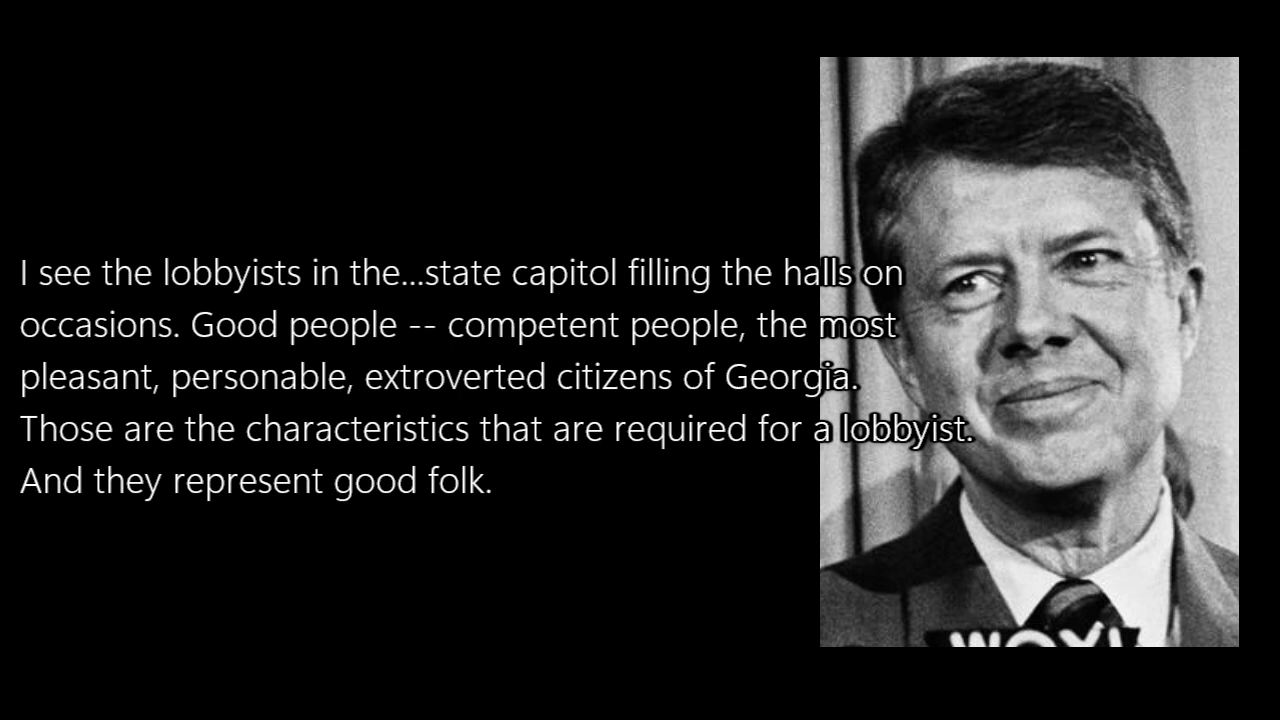 I see the lobbyists in the...state capitol filling the halls on
occasions. Good people -- competent people, the most
pleasant, personable, extroverted citizens of Georgia.
Those are the characteristics that are required for a lobbyist.
And they represent good folk.